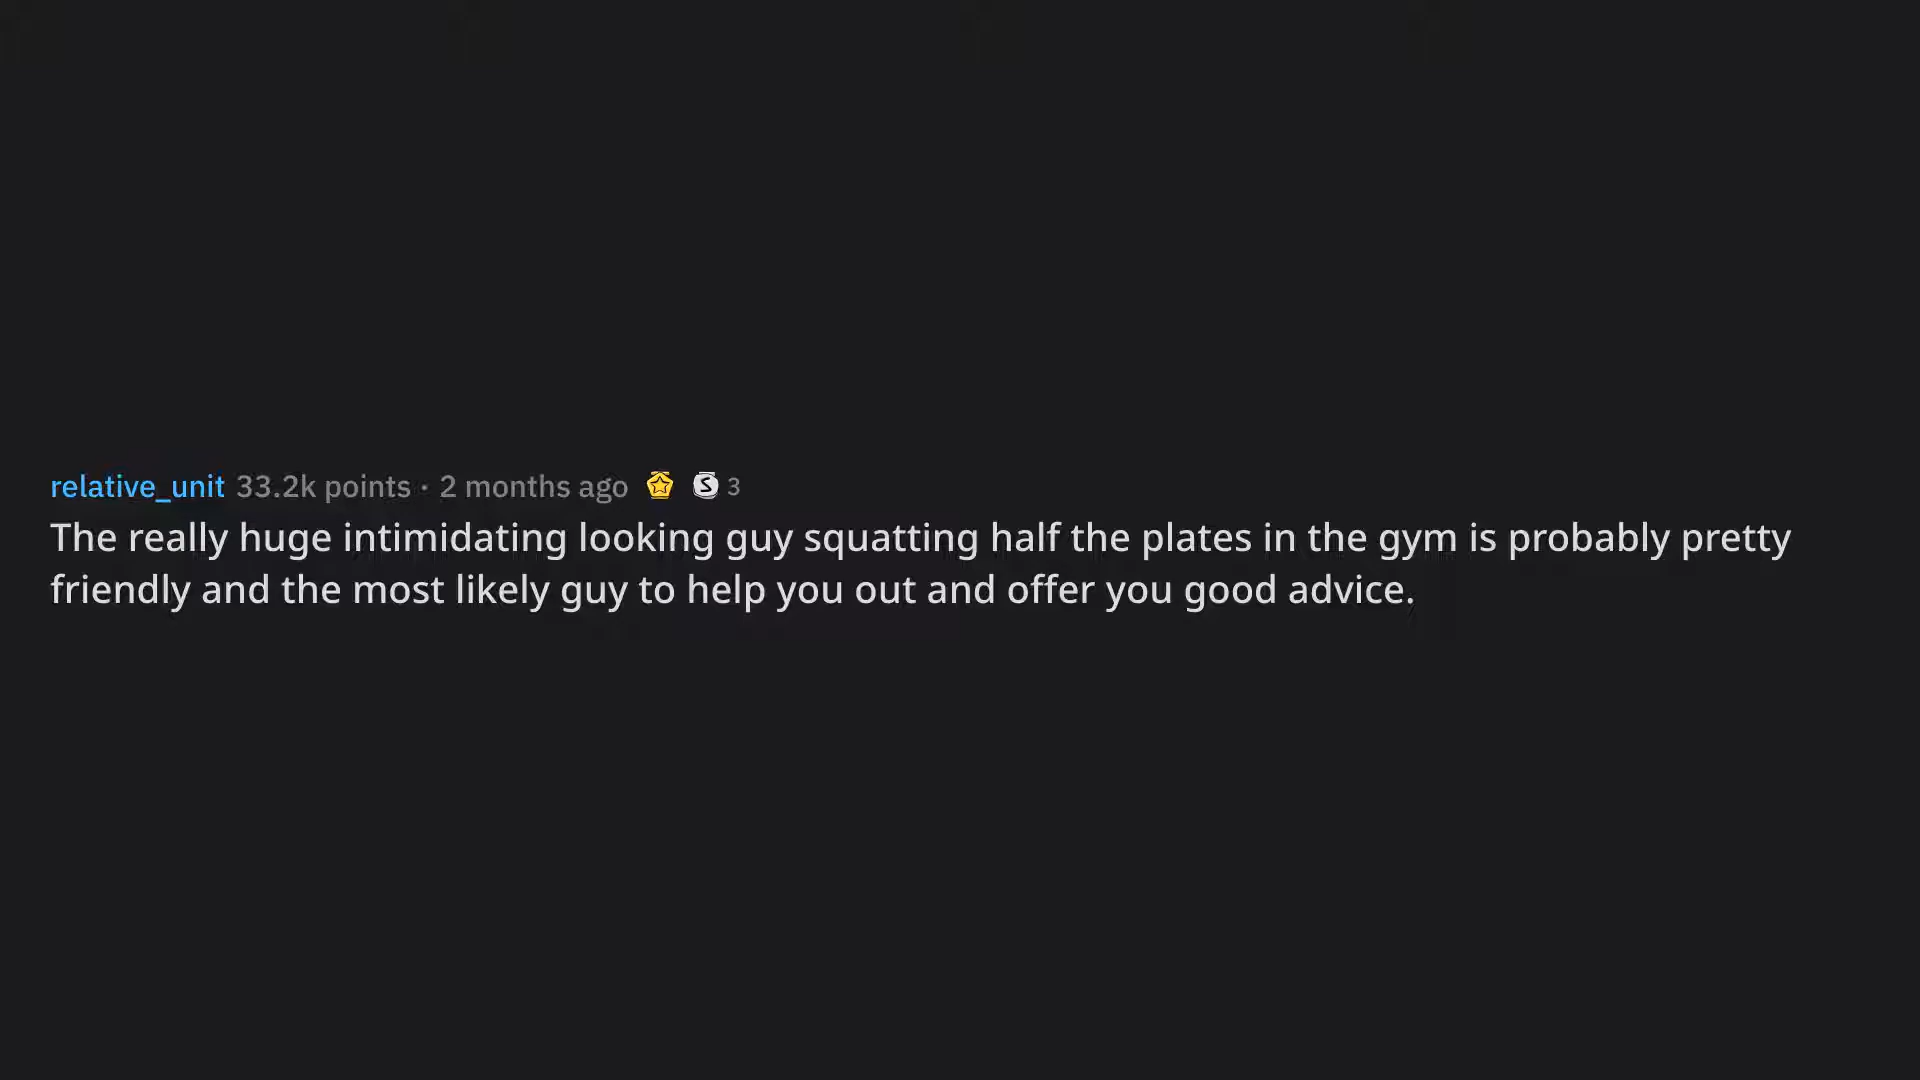 relative_unit 33.2k points · 2 months ago S 3
The really huge intimidating looking guy squatting half the plates in the gym is probably pretty
friendly and the most likely guy to help you out and offer you good advice.